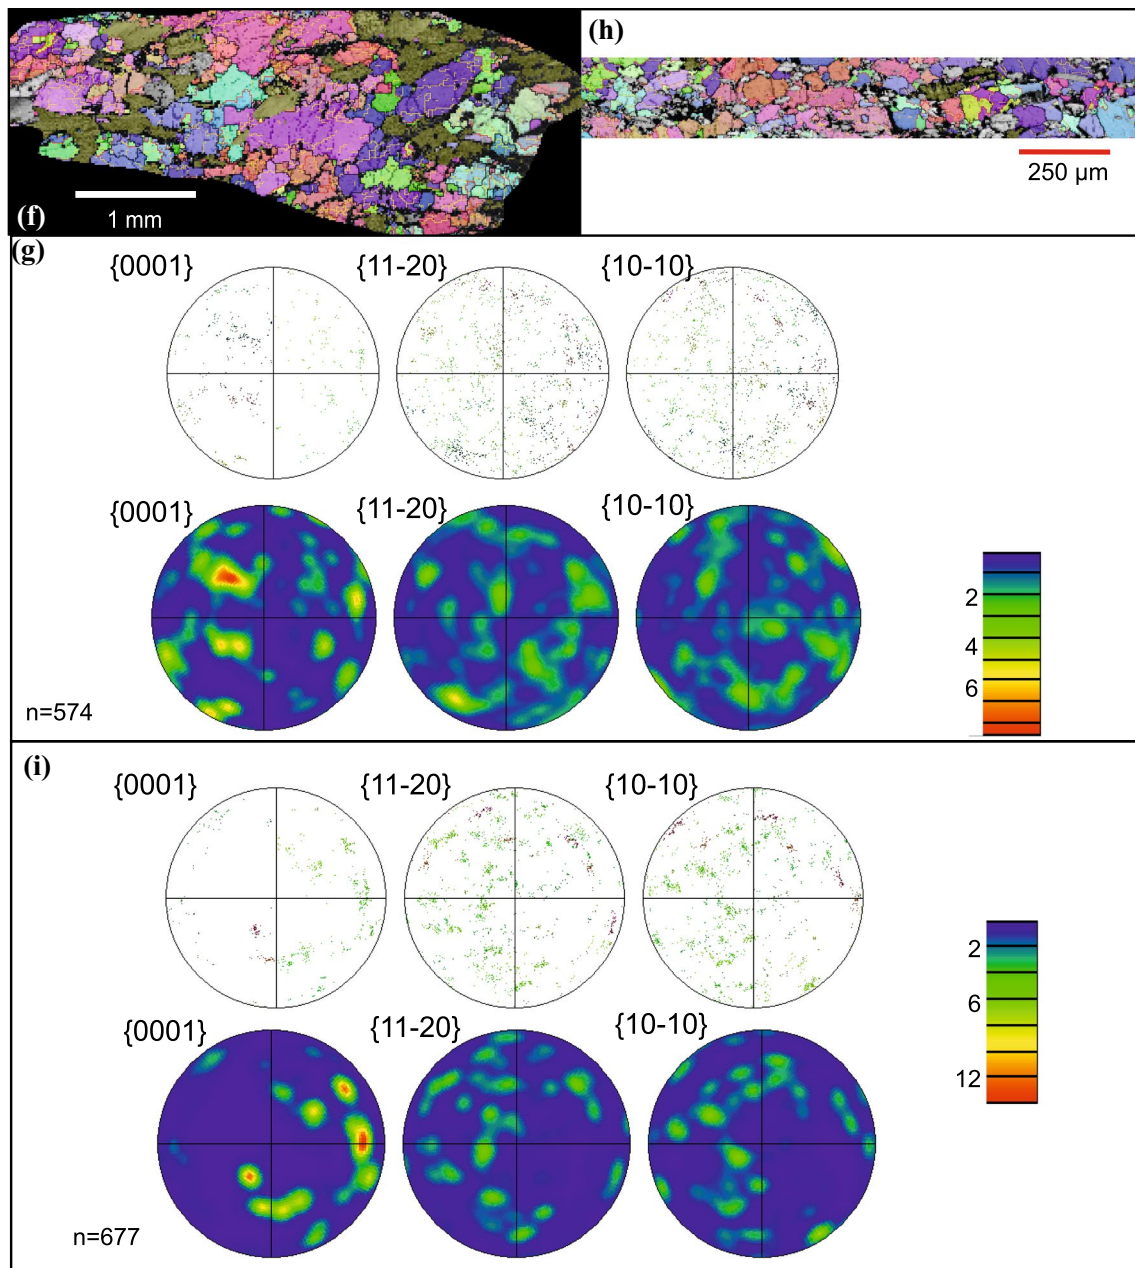 (h)
250 μm
(f)
1 mm
(g)
{0001} {11-20} {10-10}
{0001} {11-20} {10-10}
2
4
6
n=574
(i)
{0001} {11-20} {10-10}
2
6
12
{0001} {11-20} {10-10}
n=677